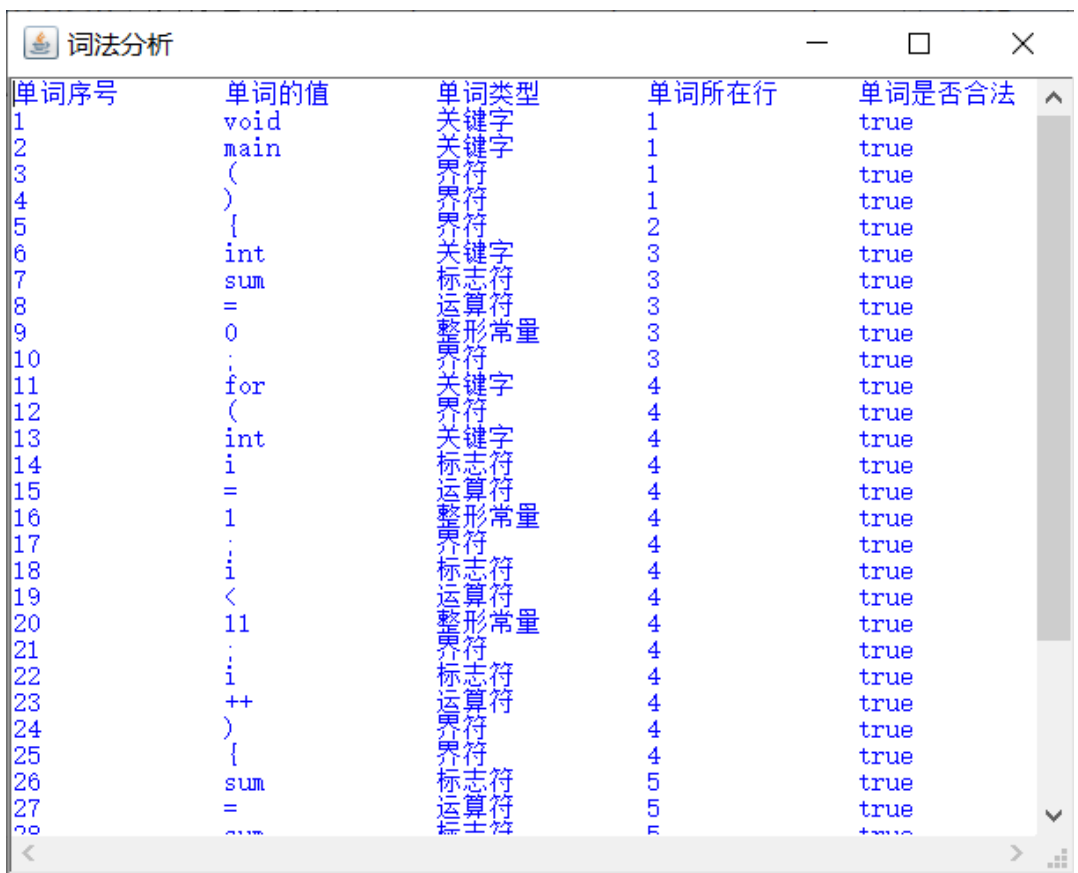 词法分析
单词序号 单词的值 单词类型 单词所在行 单词是否合法
1 void 关键字 1 true
2 main 关键字 1 true
3 ( 界符 1 true
4 ) 界符 1 true
5 { 界符 2 true
6 int 关键字 3 true
7 sum 标志符 3 true
8 = 运算符 3 true
9 0 整形常量 3 true
10 ; 界符 3 true
11 for 关键字 4 true
12 ( 界符 4 true
13 int 关键字 4 true
14 i 标志符 4 true
15 = 运算符 4 true
16 1 整形常量 4 true
17 ; 界符 4 true
18 i 标志符 4 true
19 < 运算符 4 true
20 11 整形常量 4 true
21 ; 界符 4 true
22 i 标志符 4 true
23 ++ 运算符 4 true
24 ) 界符 4 true
25 { 界符 4 true
26 sum 标志符 5 true
27 = 运算符 5 true
28 sum 标志符 5 true